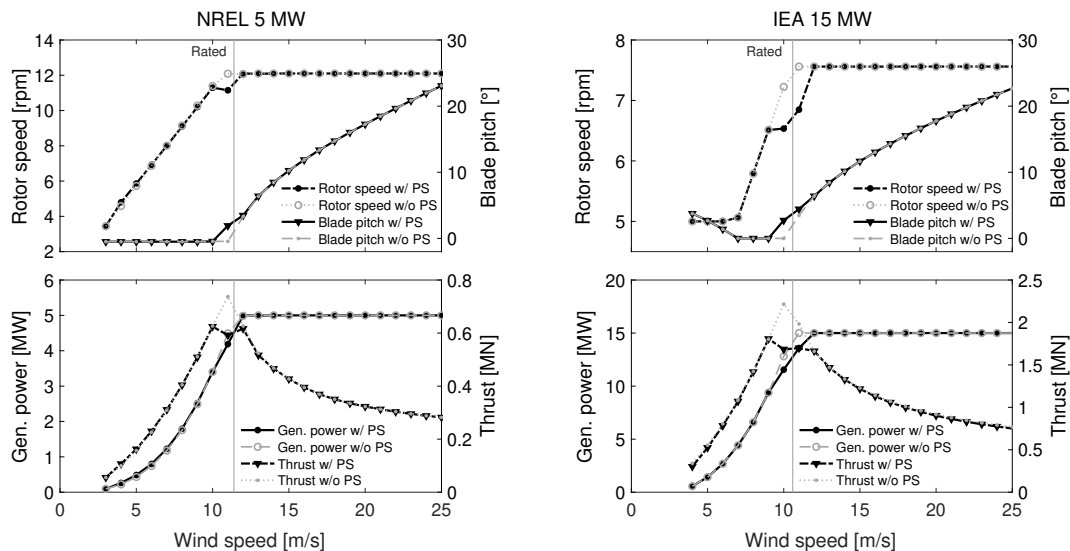 NREL 5 MW
14
12
10
8
6
4
2
Rotor speed [rpm]
Rated
30
20
10
0
Blade pitch [°]
Rotor speed w/ PS
Rotor speed w/o PS
Blade pitch w/ PS
Blade pitch w/o PS
IEA 15 MW
8
7
6
5
Rotor speed [rpm]
Rated
30
20
10
0
Blade pitch [°]
Rotor speed w/ PS
Rotor speed w/o PS
Blade pitch w/ PS
Blade pitch w/o PS
6
5
4
3
2
1
0
Gen. power [MW]
0.8
0.6
0.4
0.2
0
Thrust [MN]
Gen. power w/ PS
Gen. power w/o PS
Thrust w/ PS
Thrust w/o PS
0 5 10 15 20 25
Wind speed [m/s]
20
15
10
5
0
Gen. power [MW]
2.5
2
1.5
1
0.5
0
Thrust [MN]
Gen. power w/ PS
Gen. power w/o PS
Thrust w/ PS
Thrust w/o PS
0 5 10 15 20 25
Wind speed [m/s]